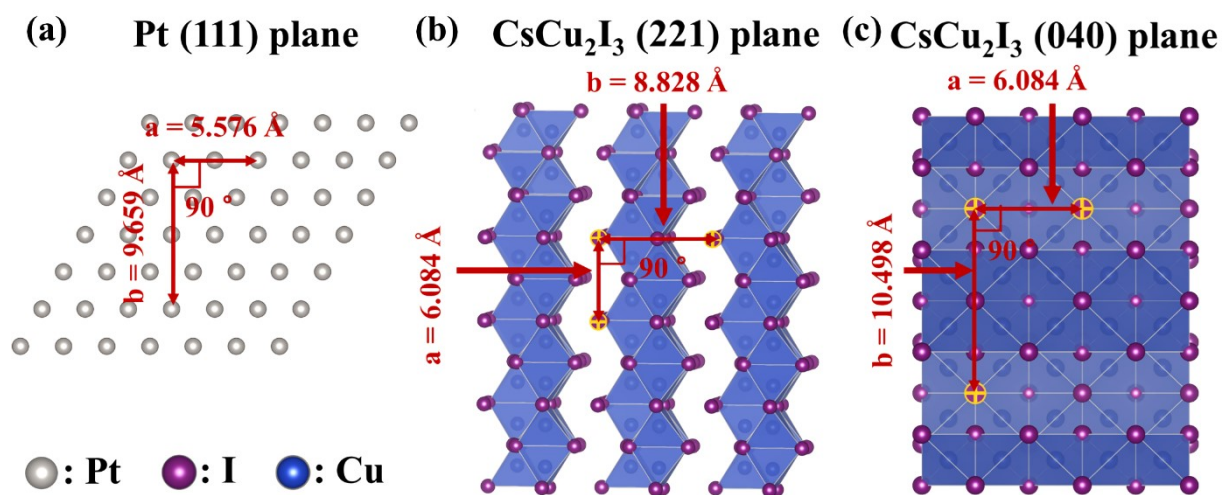 (a) Pt (111) plane
a = 5.576 Å
b = 9.659 Å
90 °
(b) CsCu₂I₃ (221) plane
b = 8.828 Å
a = 6.084 Å
90 °
(c) CsCu₂I₃ (040) plane
a = 6.084 Å
b = 10.498 Å
90 °
: Pt : I : Cu